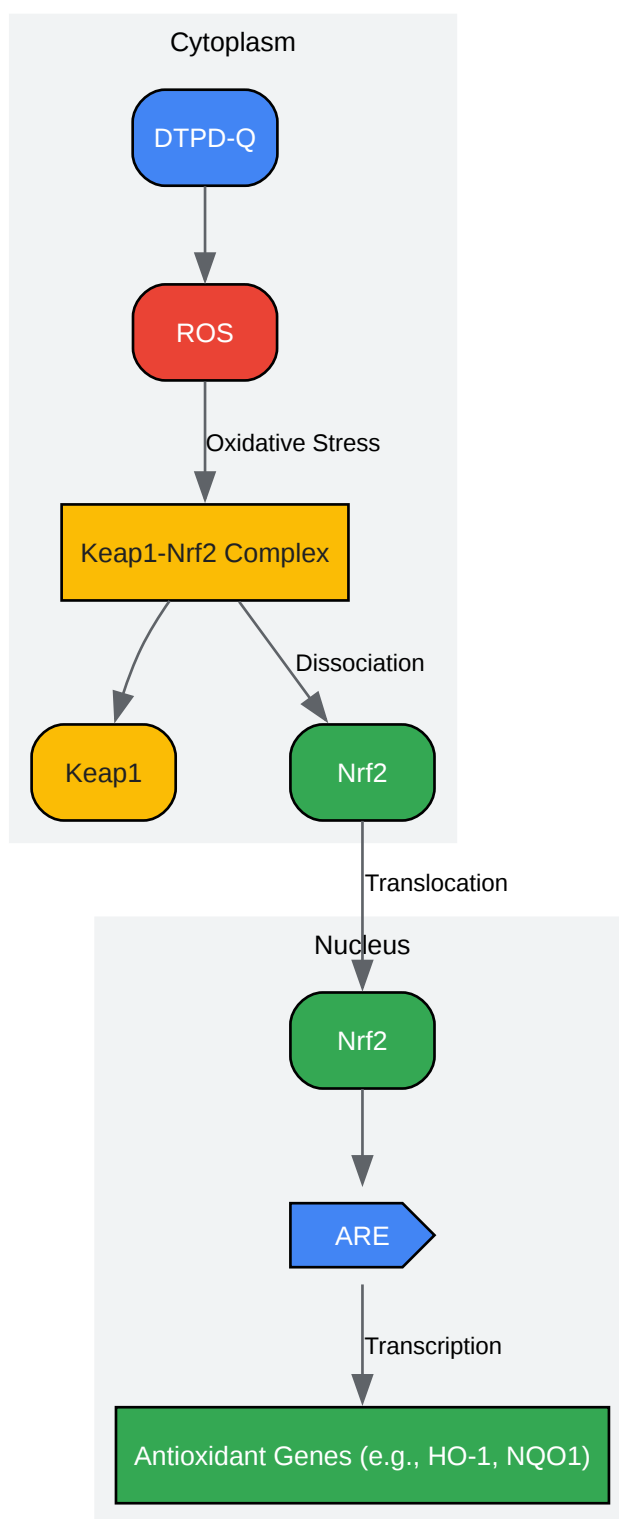 Cytoplasm
DTPD-Q
ROS
Oxidative Stress
Keap1-Nrf2 Complex
Dissociation
Keap1
Nrf2
Translocation
Nucleus
Nrf2
ARE
Transcription
Antioxidant Genes (e.g., HO-1, NQO1)